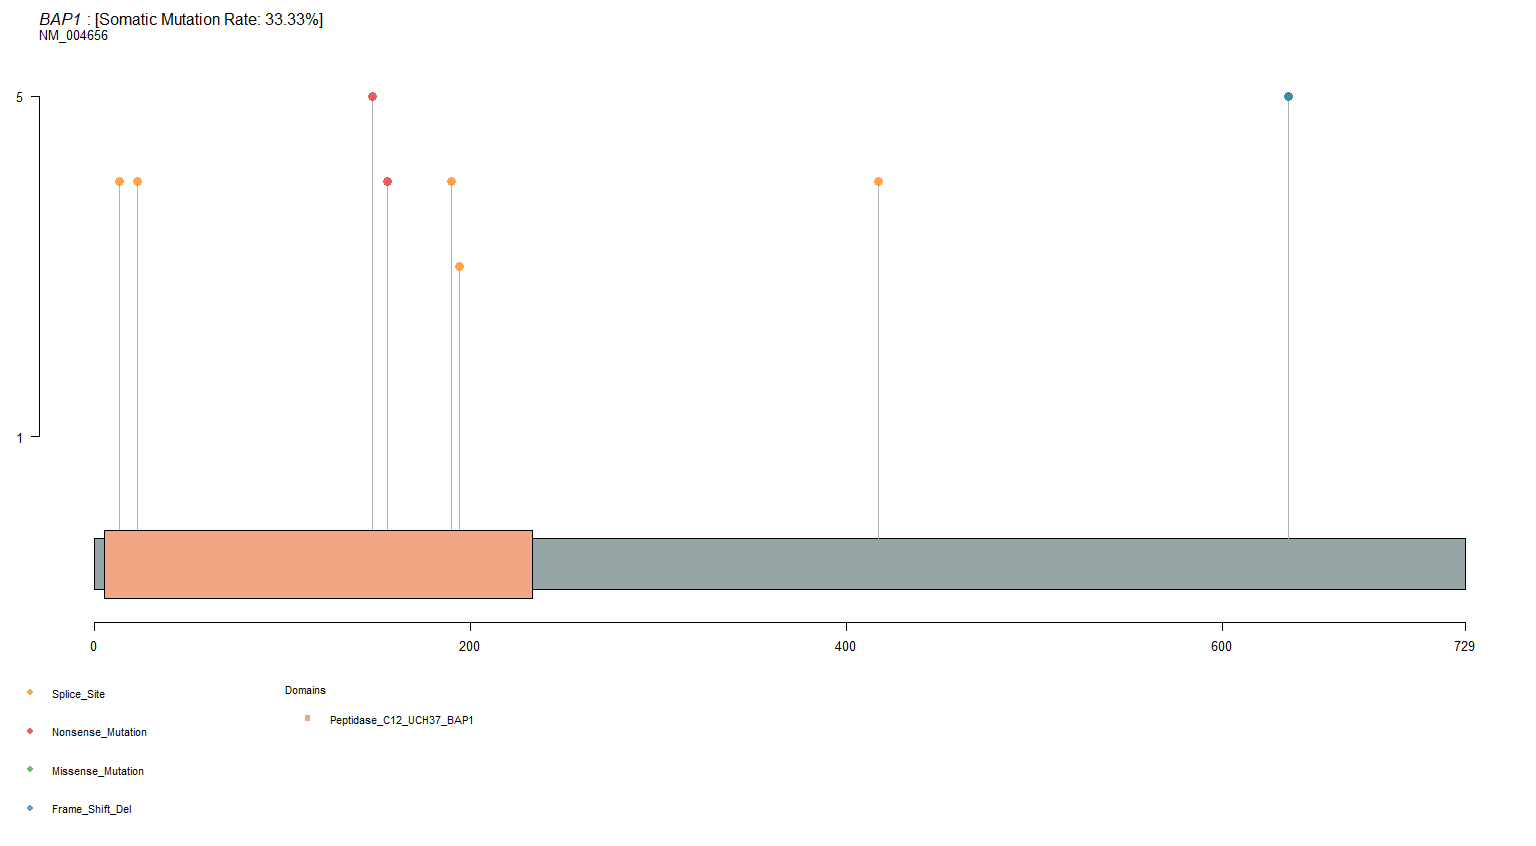 BAP1 : [Somatic Mutation Rate: 33.33%]
NM_004656
5
1
0 200 400 600 729
Splice_Site
Nonsense_Mutation
Missense_Mutation
Frame_Shift_Del
Domains
Peptidase_C12_UCH37_BAP1